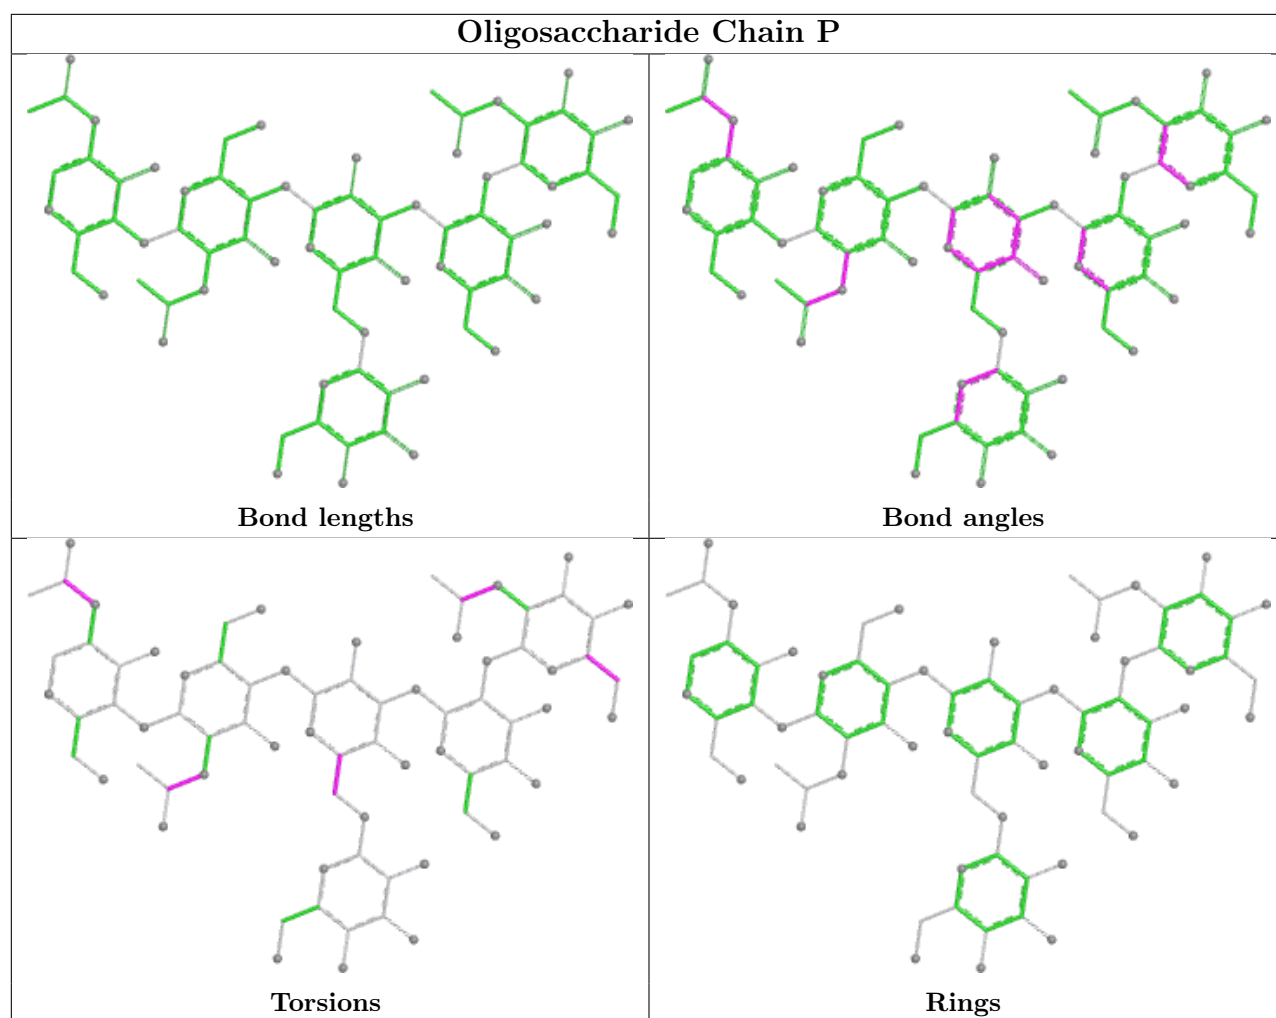 Oligosaccharide Chain P
Bond lengths
Bond angles
Torsions
Rings